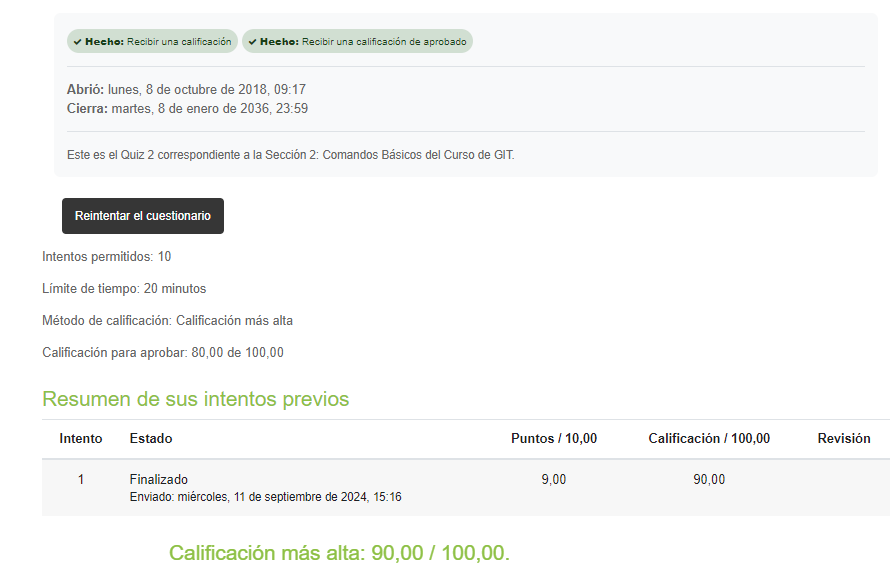 ✔ Hecho: Recibir una calificación ✔ Hecho: Recibir una calificación de aprobado
Abrió: lunes, 8 de octubre de 2018, 09:17
Cierra: martes, 8 de enero de 2036, 23:59
Este es el Quiz 2 correspondiente a la Sección 2: Comandos Básicos del Curso de GIT.
Reintentar el cuestionario
Intentos permitidos: 10
Límite de tiempo: 20 minutos
Método de calificación: Calificación más alta
Calificación para aprobar: 80,00 de 100,00
Resumen de sus intentos previos
Intento Estado Puntos / 10,00 Calificación / 100,00 Revisión
1 Finalizado 9,00 90,00
Enviado: miércoles, 11 de septiembre de 2024, 15:16
Calificación más alta: 90,00 / 100,00.